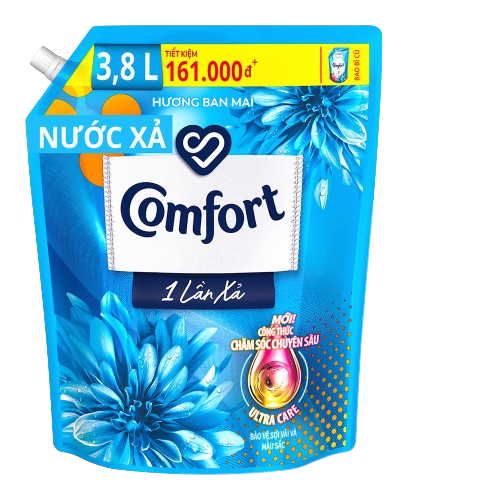 3,8 L
TIẾT KIỆM
161.000đ+
BAO BÌ CŨ
HƯƠNG BAN MAI
NƯỚC XẢ
Comfort
1 Lần Xả
MỚI!
CÔNG THỨC
CHĂM SÓC CHUYÊN SÂU
ULTRA CARE
BẢO VỆ SỢI VẢI VÀ
MÀU SẮC